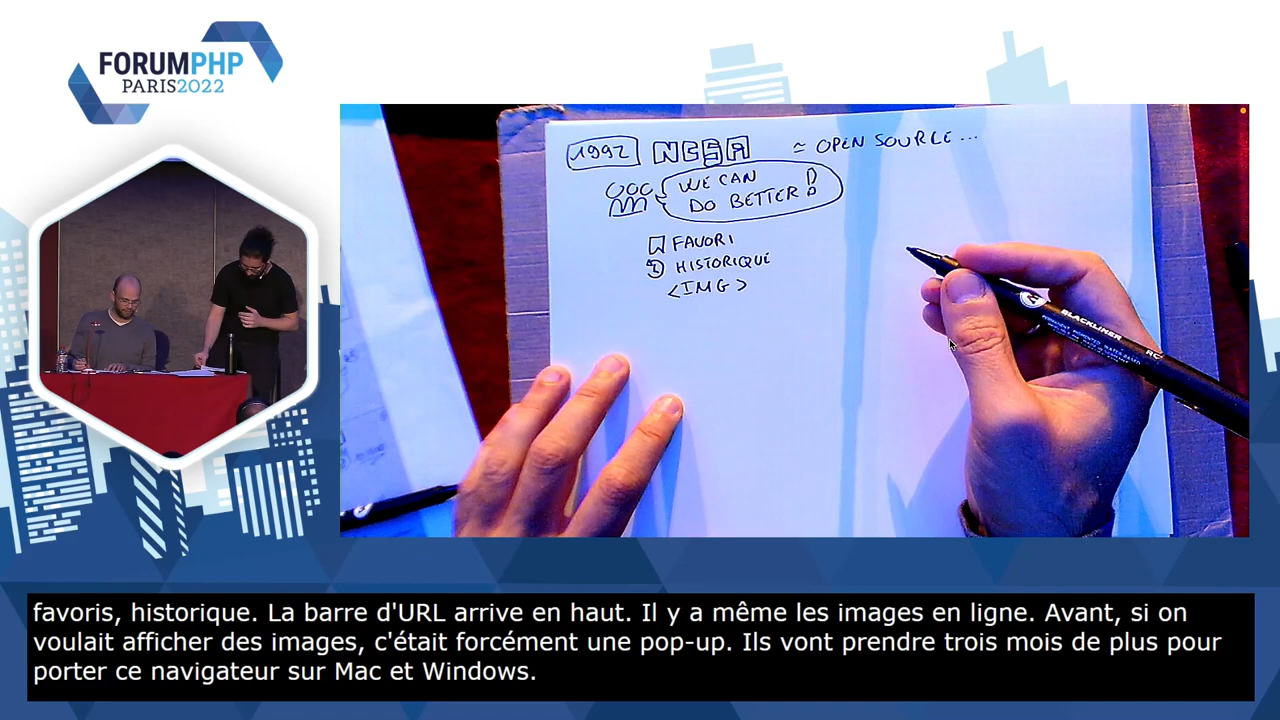 FORUMPHP
PARIS2022
1992 NCSA ≃ OPEN SOURCE...
WE CAN
DO BETTER !
FAVORI
HISTORIQUE
<IMG>
BLACKLINER RC
favoris, historique. La barre d'URL arrive en haut. Il y a même les images en ligne. Avant, si on
voulait afficher des images, c'était forcément une pop-up. Ils vont prendre trois mois de plus pour
porter ce navigateur sur Mac et Windows.